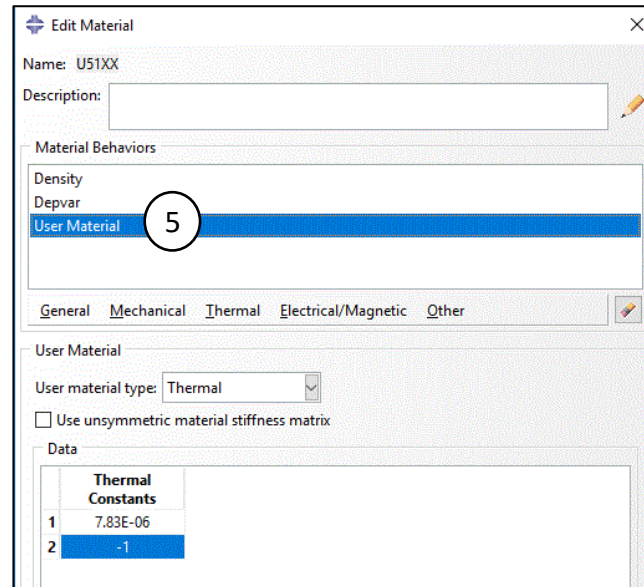 Edit Material
Name: U51XX
Description:
Material Behaviors
Density
Depvar
User Material
5
General Mechanical Thermal Electrical/Magnetic Other
User Material
User material type: Thermal
Use unsymmetric material stiffness matrix
Data
Thermal
Constants
1 7.83E-06
2 -1